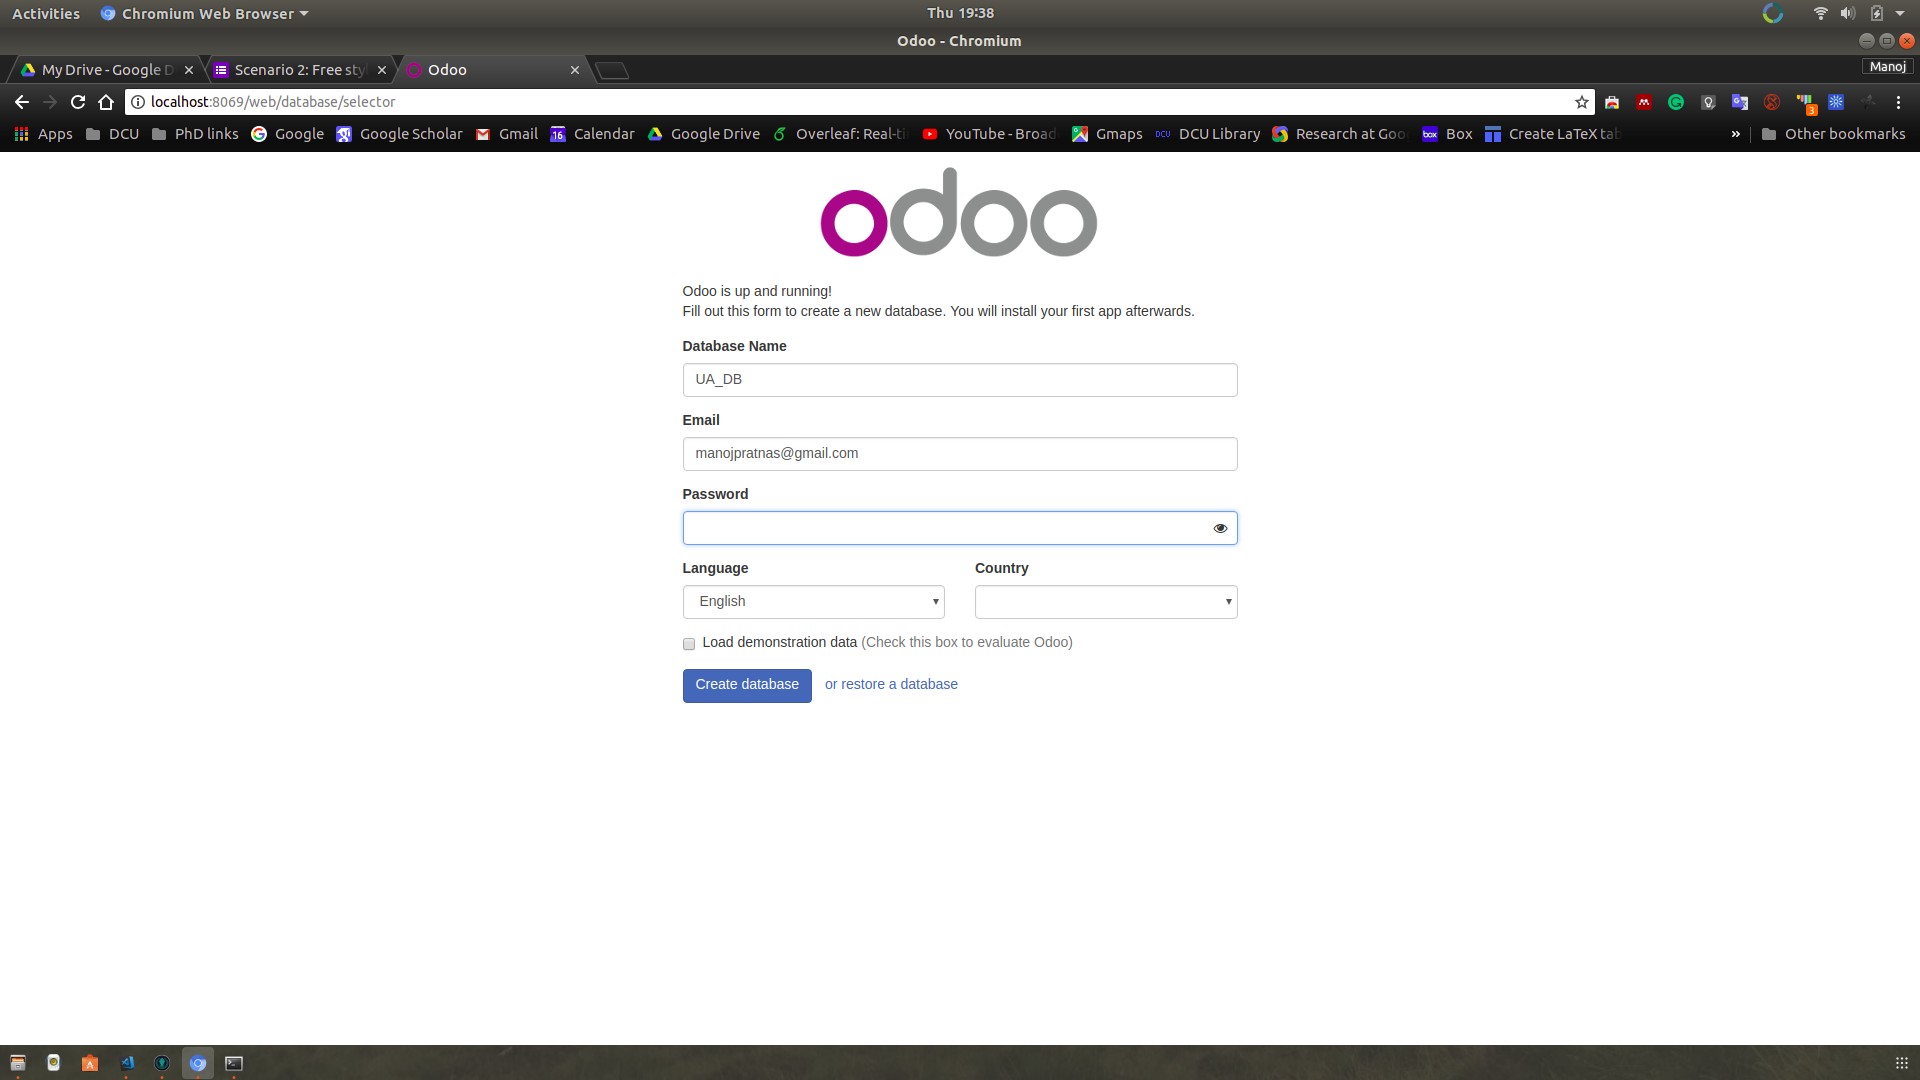 Activities Chromium Web Browser Thu 19:38
Odoo - Chromium
My Drive - Google D Scenario 2: Free sty Odoo Manoj
localhost:8069/web/database/selector 3
Apps DCU PhD links Google Google Scholar Gmail 16 Calendar Google Drive Overleaf: Real-ti YouTube - Broad Gmaps DCU DCU Library Research at Goo box Box Create LaTeX tab » Other bookmarks
odoo
Odoo is up and running!
Fill out this form to create a new database. You will install your first app afterwards.
Database Name
UA_DB
Email
manojpratnas@gmail.com
Password
Language Country
English
Load demonstration data (Check this box to evaluate Odoo)
Create database or restore a database